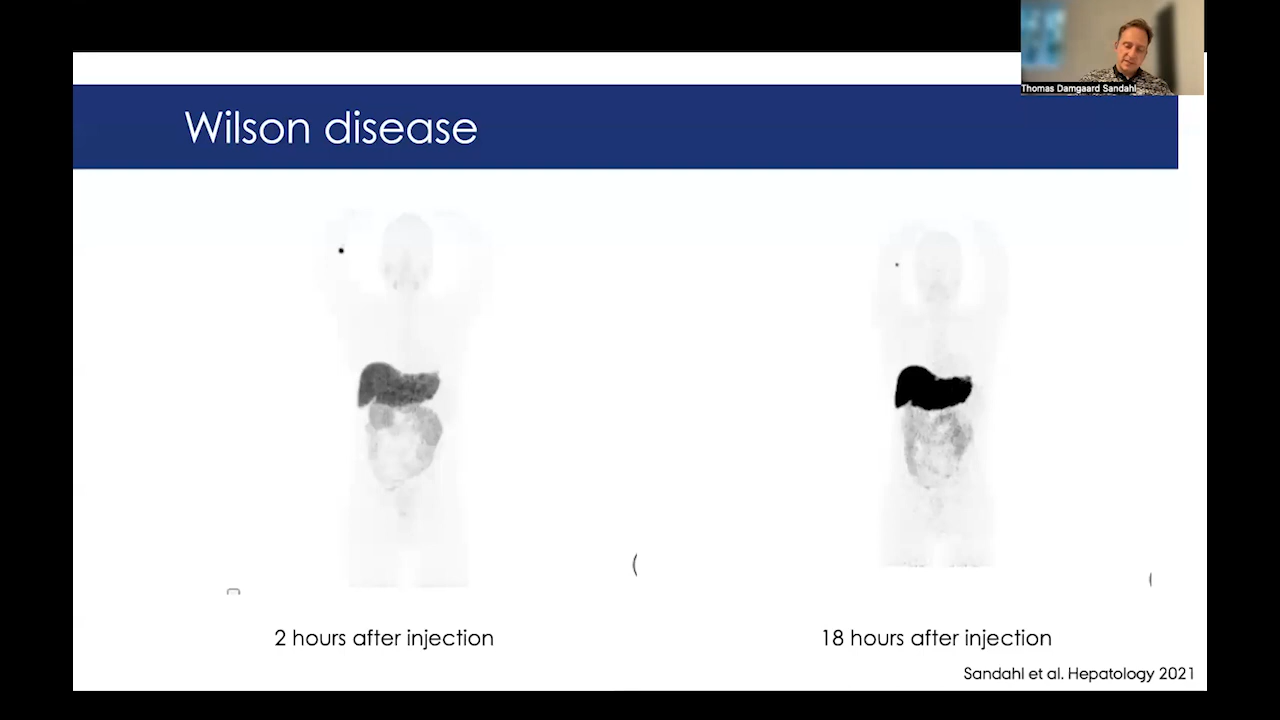 Thomas Damgaard Sandahl
Wilson disease
2 hours after injection
18 hours after injection
Sandahl et al. Hepatology 2021